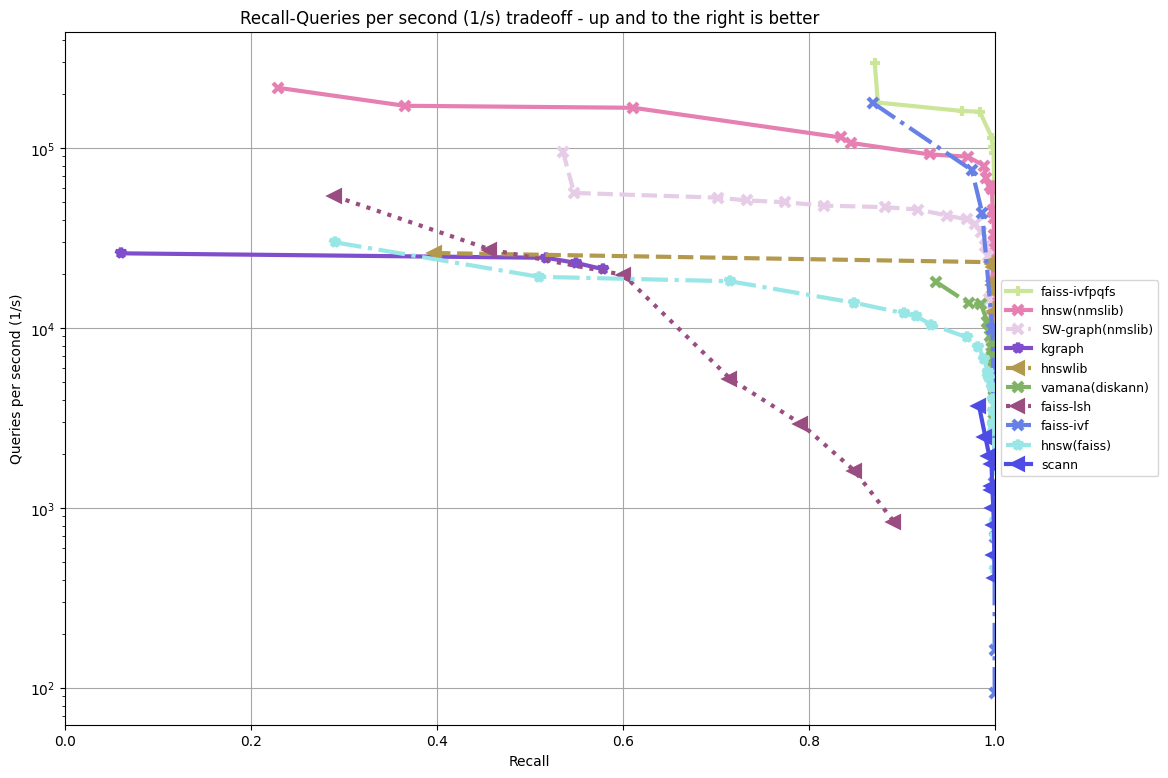 Recall-Queries per second (1/s) tradeoff - up and to the right is better
Queries per second (1/s)
10^5
10^4
10^3
10^2
0.0 0.2 0.4 0.6 0.8 1.0
Recall
faiss-ivfpqfs
hnsw(nmslib)
SW-graph(nmslib)
kgraph
hnswlib
vamana(diskann)
faiss-lsh
faiss-ivf
hnsw(faiss)
scann